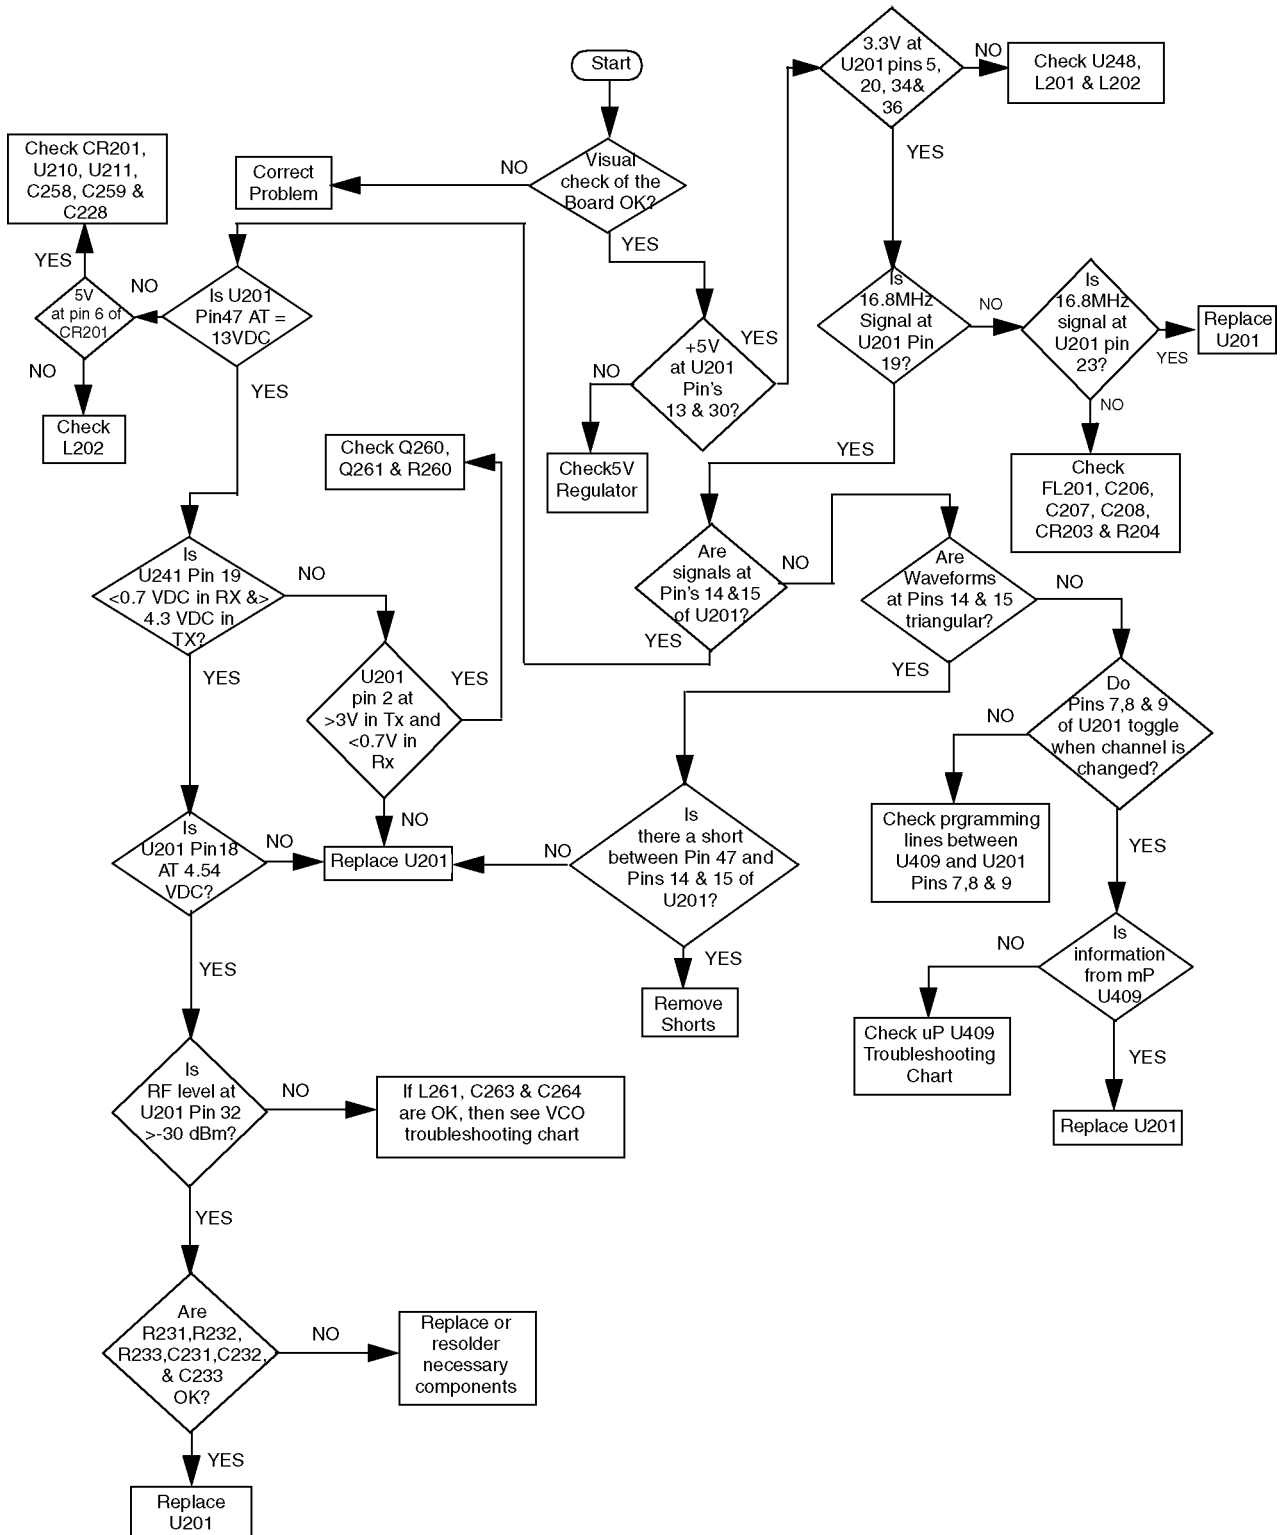 Start
3.3V at
U201 pins 5,
20, 34&
36
NO
Check U248,
L201 & L202
YES
Visual
check of the
Board OK?
NO
Correct
Problem
YES
Check CR201,
U210, U211,
C258, C259 &
C228
YES
5V
at pin 6 of
CR201
NO
Is U201
Pin47 AT =
13VDC
NO
Check
L202
YES
+5V
at U201
Pin's
13 & 30?
YES
NO
Check5V
Regulator
Is
16.8MHz
Signal at
U201 Pin
19?
NO
Is
16.8MHz
signal at
U201 pin
23?
YES
Replace
U201
NO
Check
FL201, C206,
C207, C208,
CR203 & R204
YES
Check Q260,
Q261 & R260
Are
signals at
Pin's 14 &15
of U201?
NO
YES
Are
Waveforms
at Pins 14 & 15
triangular?
NO
YES
Is
U241 Pin 19
<0.7 VDC in RX &>
4.3 VDC in
TX?
NO
YES
U201
pin 2 at
>3V in Tx and
<0.7V in
Rx
YES
NO
Do
Pins 7,8 & 9
of U201 toggle
when channel is
changed?
NO
Check prgramming
lines between
U409 and U201
Pins 7,8 & 9
YES
Is
U201 Pin18
AT 4.54
VDC?
NO
Replace U201
NO
Is
there a short
between Pin 47 and
Pins 14 & 15 of
U201?
YES
Remove
Shorts
YES
Is
information
from mP
U409
NO
Check uP U409
Troubleshooting
Chart
YES
Replace U201
Is
RF level at
U201 Pin 32
>-30 dBm?
NO
If L261, C263 & C264
are OK, then see VCO
troubleshooting chart
YES
Are
R231,R232,
R233,C231,C232,
& C233
OK?
NO
Replace or
resolder
necessary
components
YES
Replace
U201